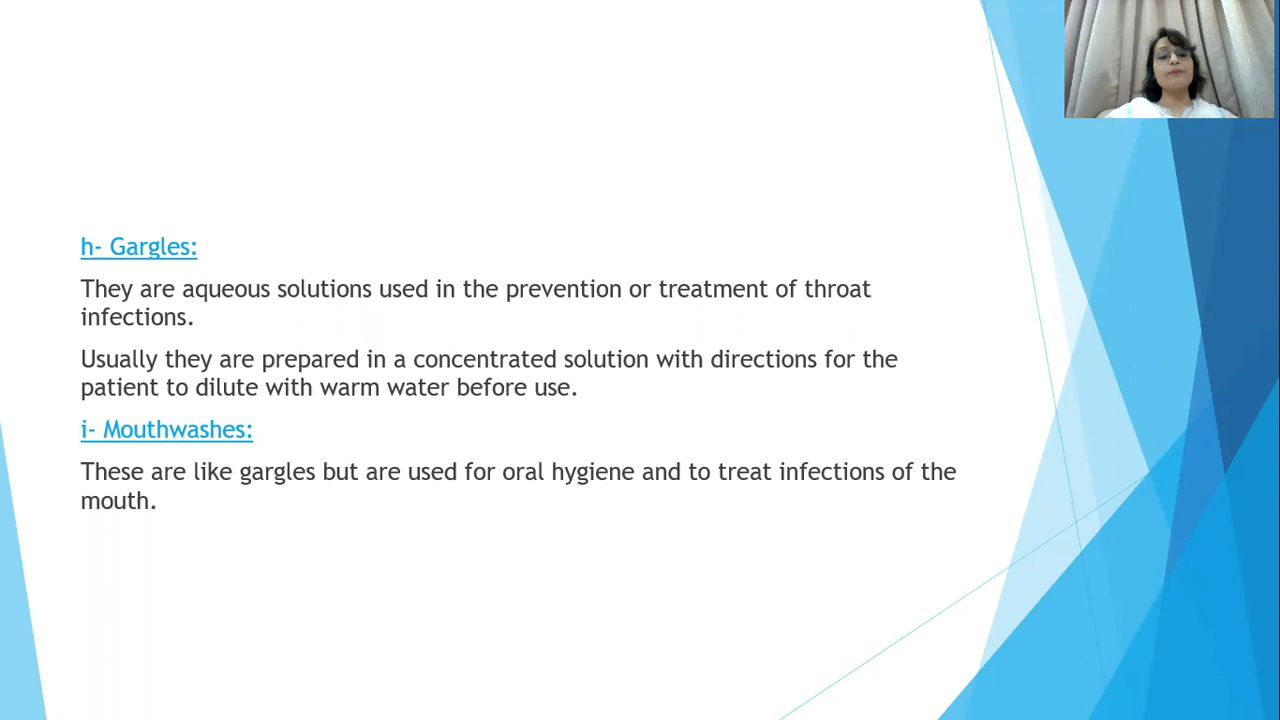 h- Gargles:
They are aqueous solutions used in the prevention or treatment of throat
infections.
Usually they are prepared in a concentrated solution with directions for the
patient to dilute with warm water before use.
i- Mouthwashes:
These are like gargles but are used for oral hygiene and to treat infections of the
mouth.